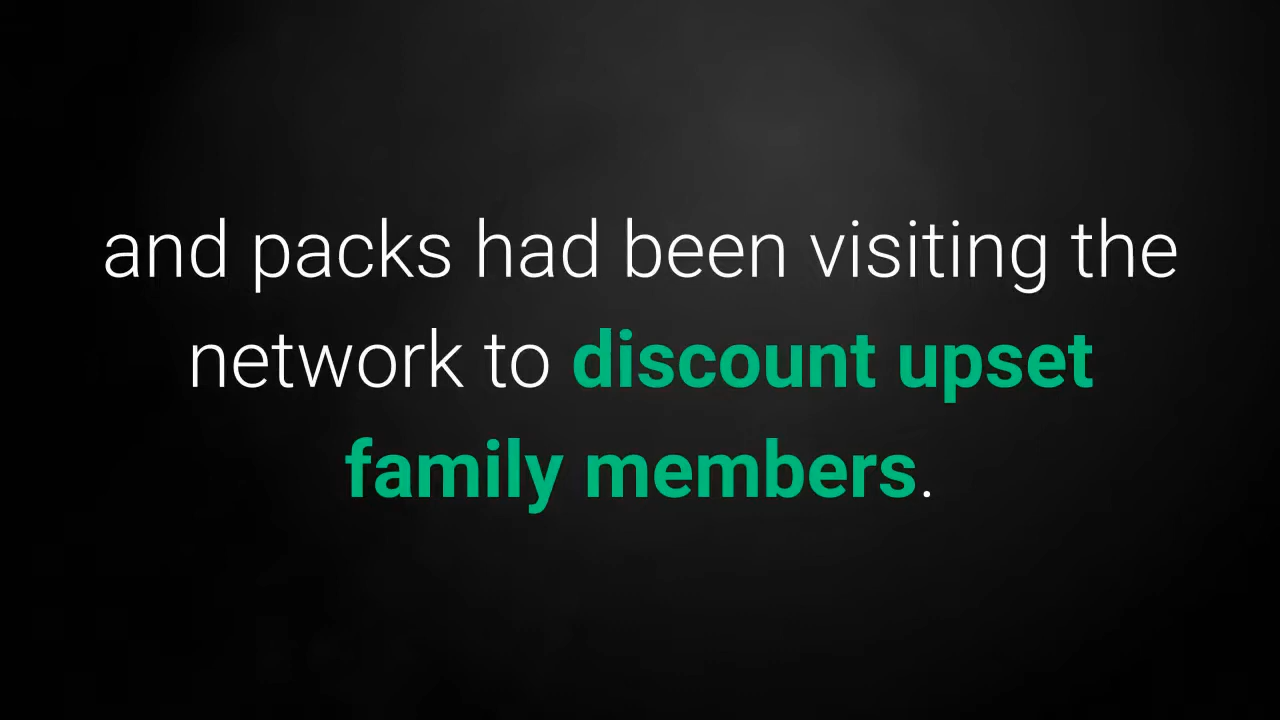 and packs had been visiting the
network to discount upset
family members.